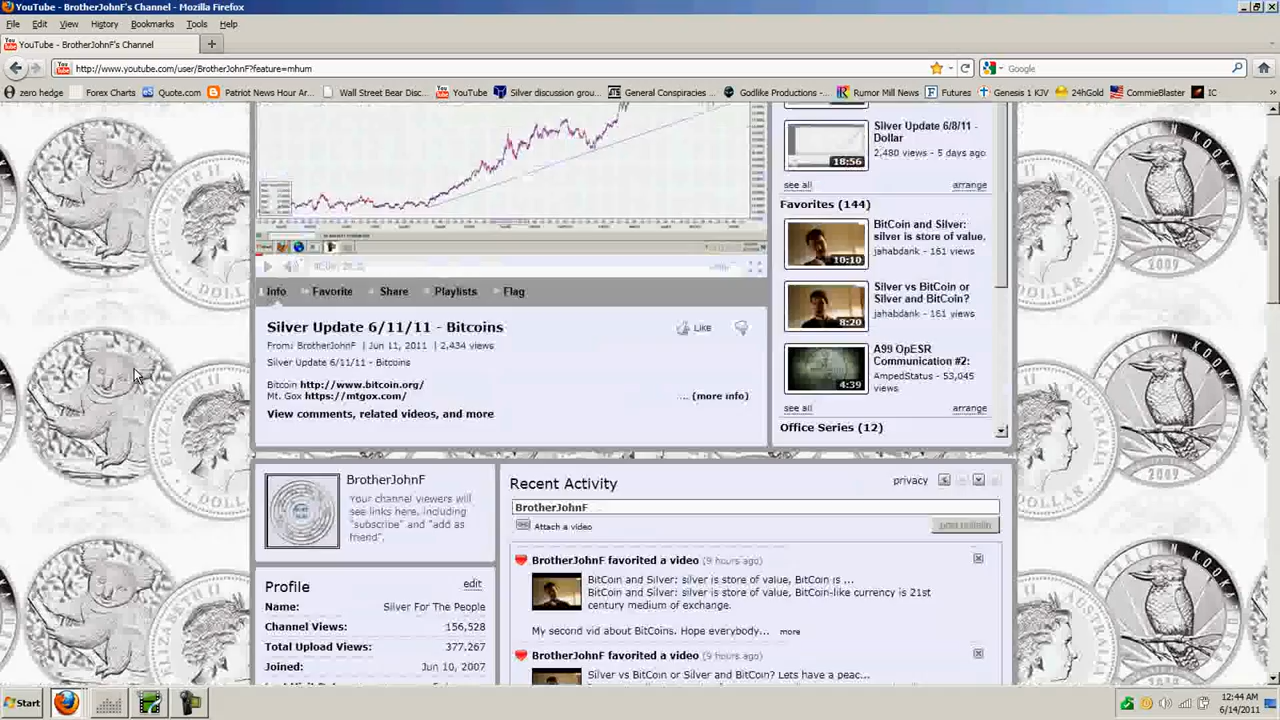 YouTube - BrotherJohnF's Channel - Mozilla Firefox
File Edit View History Bookmarks Tools Help
YouTube - BrotherJohnF's Channel
http://www.youtube.com/user/BrotherJohnF?feature=mhum
Google
zero hedge Forex Charts Quote.com Patriot News Hour Ar... Wall Street Bear Disc... YouTube Silver discussion grou... General Conspiracies ... Godlike Productions - ... Rumor Mill News Futures Genesis 1 KJV 24hGold CommieBlaster IC
Silver Update 6/8/11 -
Dollar
2,480 views - 5 days ago
18:56
see all arrange
Favorites (144)
BitCoin and Silver:
silver is store of value,
jahabdank - 161 views
10:10
Silver vs BitCoin or
Silver and BitCoin?
jahabdank - 314 views
8:20
A99 OpESR
Communication #2:
AmpedStatus - 53,045
views
4:39
see all arrange
Office Series (12)
Info Favorite Share Playlists Flag
Silver Update 6/11/11 - Bitcoins
Like
From: BrotherJohnF | Jun 11, 2011 | 2,434 views
Silver Update 6/11/11 - Bitcoins
Bitcoin http://www.bitcoin.org/
Mt. Gox https://mtgox.com/
... (more info)
View comments, related videos, and more
BrotherJohnF
Your channel viewers will
see links here, including
"subscribe" and "add as
friend".
Profile edit
Name: Silver For The People
Channel Views: 156,528
Total Upload Views: 377,267
Joined: Jun 10, 2007
Recent Activity
privacy
BrotherJohnF
Attach a video
BrotherJohnF favorited a video (9 hours ago)
BitCoin and Silver: silver is store of value, BitCoin is ...
BitCoin and Silver: silver is store of value, BitCoin-like currency is 21st
century medium of exchange.
My second vid about BitCoins. Hope everybody... more
BrotherJohnF favorited a video (9 hours ago)
Silver vs BitCoin or Silver and BitCoin? Lets have a peac...
ELIZABETH II
AUSTRALIAN KOOKA
2009
Start
12:44 AM
6/14/2011